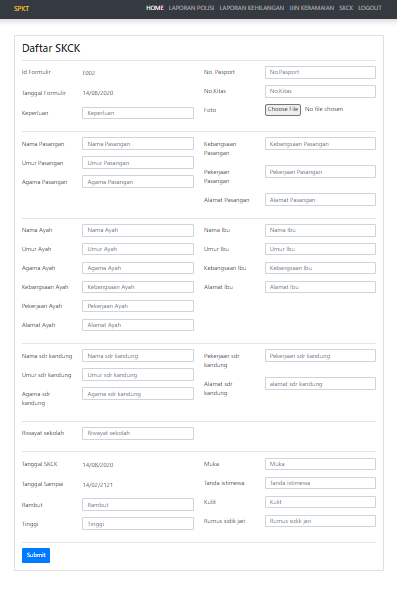 SPKT HOME LAPORAN POLISI LAPORAN KEHILANGAN IJIN KERAMAIAN SKCK LOGOUT
Daftar SKCK
Id Formulir F002 No. Pasport No.Pasport
Tanggal Formulir 14/08/2020 No.Kitas No.Kitas
Keperluan Keperluan Foto Choose File No file chosen
Nama Pasangan Nama Pasangan Kebangsaan Pasangan Kebangsaan Pasangan
Umur Pasangan Umur Pasangan Pekerjaan Pasangan Pekerjaan Pasangan
Agama Pasangan Agama Pasangan Alamat Pasangan Alamat Pasangan
Nama Ayah Nama Ayah Nama Ibu Nama Ibu
Umur Ayah Umur Ayah Umur Ibu Umur Ibu
Agama Ayah Agama Ayah Kebangsaan Ibu Kebangsaan Ibu
Kebangsaan Ayah Kebangsaan Ayah Alamat Ibu Alamat Ibu
Pekerjaan Ayah Pekerjaan Ayah
Alamat Ayah Alamat Ayah
Nama sdr kandung Nama sdr kandung Pekerjaan sdr kandung Pekerjaan sdr kandung
Umur sdr kandung Umur sdr kandung Alamat sdr kandung alamat sdr kandung
Agama sdr kandung Agama sdr kandung
Riwayat sekolah Riwayat sekolah
Tanggal SKCK 14/08/2020 Muka Muka
Tanggal Sampai 14/02/2121 Tanda istimewa Tanda istimewa
Rambut Rambut Kulit Kulit
Tinggi Tinggi Rumus sidik jari Rumus sidik jari
Submit